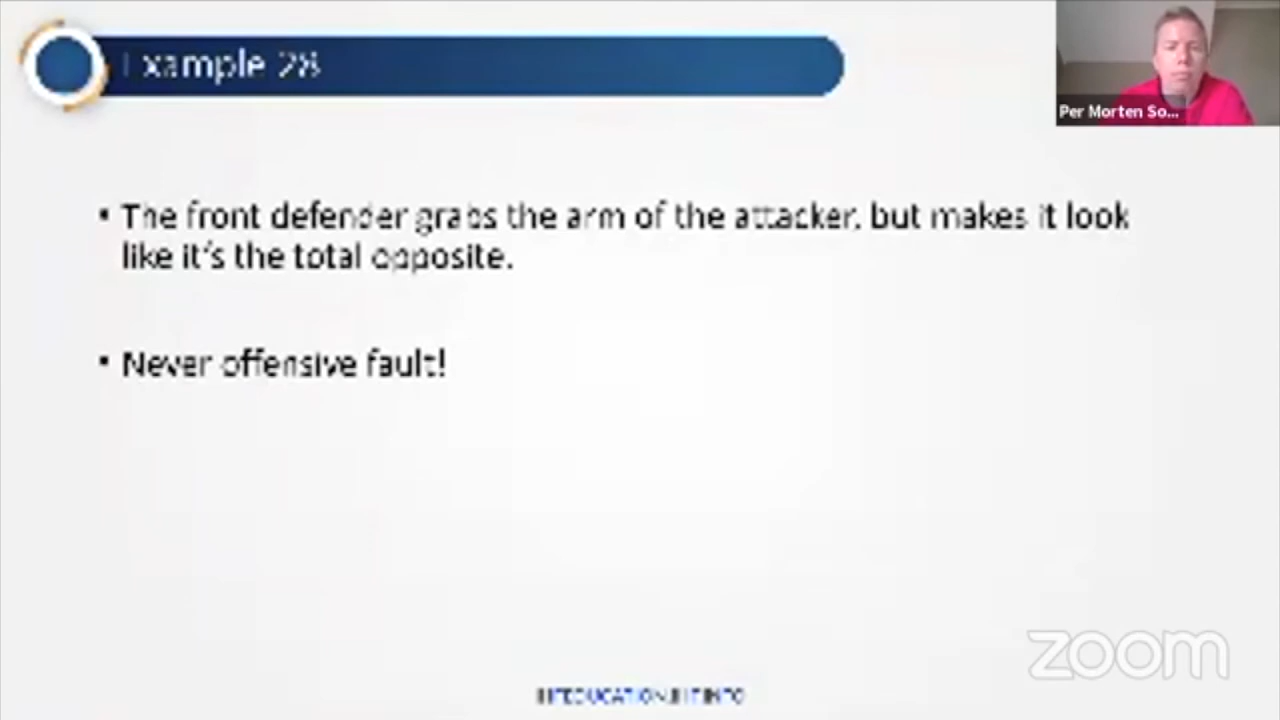 Example 28
Per Morten So...
▪ The front defender grabs the arm of the attacker, but makes it look
like it's the total opposite.
▪ Never offensive fault!
zoom